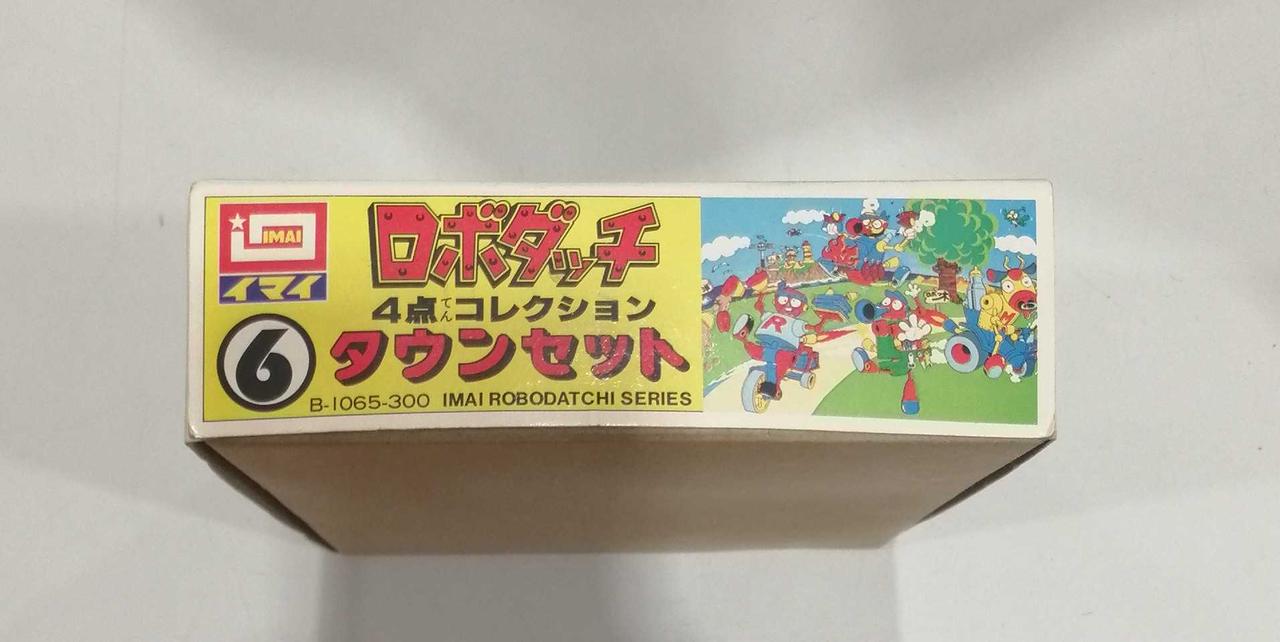 IMAI
イマイ
6
ロボダッチ
4点てんコレクション
タウンセット
B-1065-300 IMAI ROBODATCHI SERIES
R
M